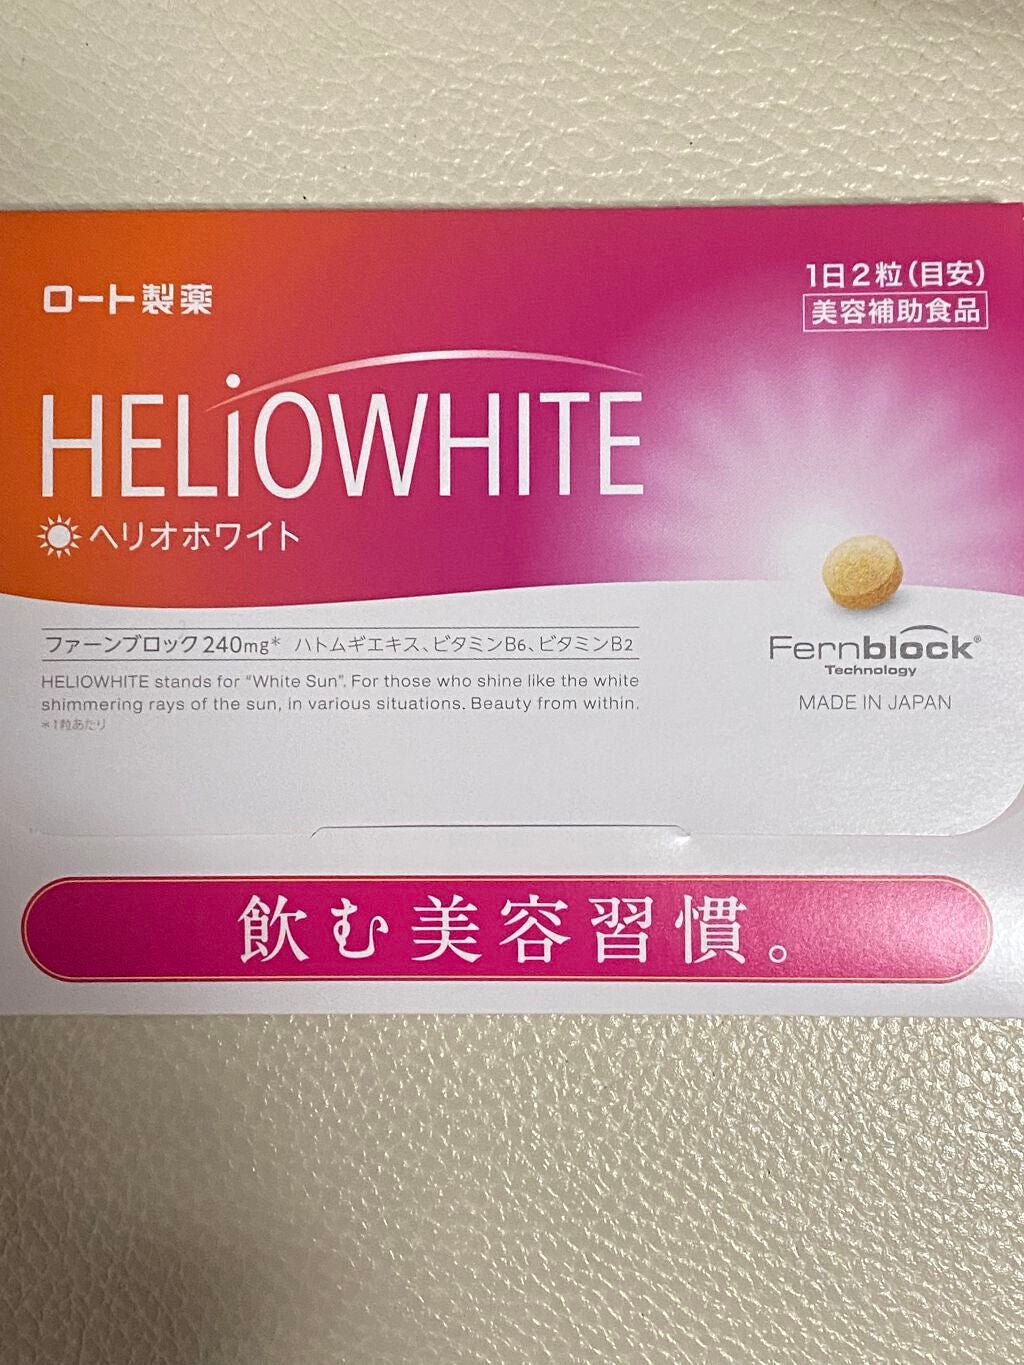 ロート製薬
1日2粒(目安)
美容補助食品
HELiOWHITE
ヘリオホワイト
ファーンブロック240mg* ハトムギエキス、ビタミンB6、ビタミンB2
HELIOWHITE stands for "White Sun". For those who shine like the white
shimmering rays of the sun, in various situations. Beauty from within.
*1粒あたり
Fernblock®
Technology
MADE IN JAPAN
飲む美容習慣。